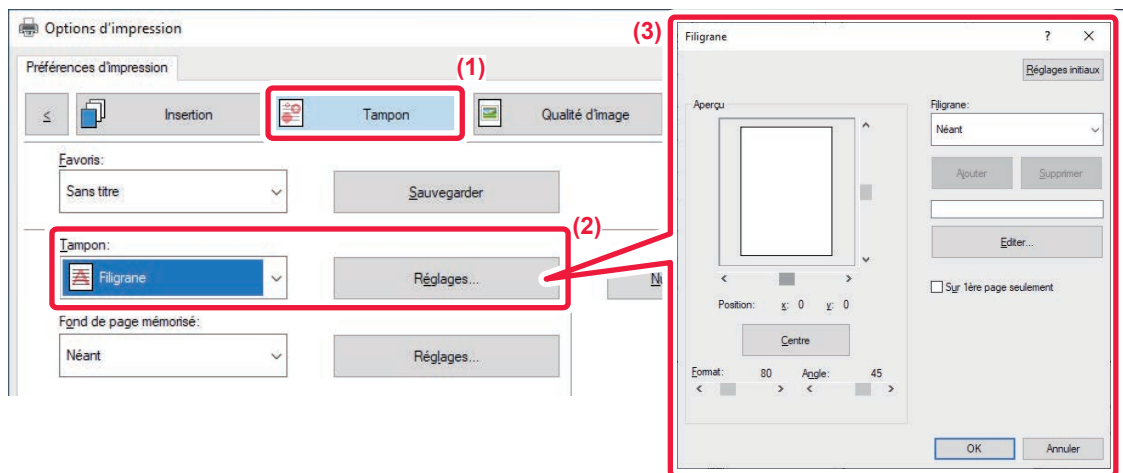 Options d'impression
Préférences d'impression
(1)
≤ Insertion Tampon Qualité d'image
Favoris:
Sans titre Sauvegarder
(2)
Tampon:
Filigrane Réglages...
Fond de page mémorisé:
Néant Réglages...
(3)
Filigrane ? X
Réglages initiaux
Aperçu
Filigrane:
Néant
Ajouter Supprimer
Editer...
Sur 1ère page seulement
Position: x: 0 y: 0
Centre
Format: 80 Angle: 45
OK Annuler